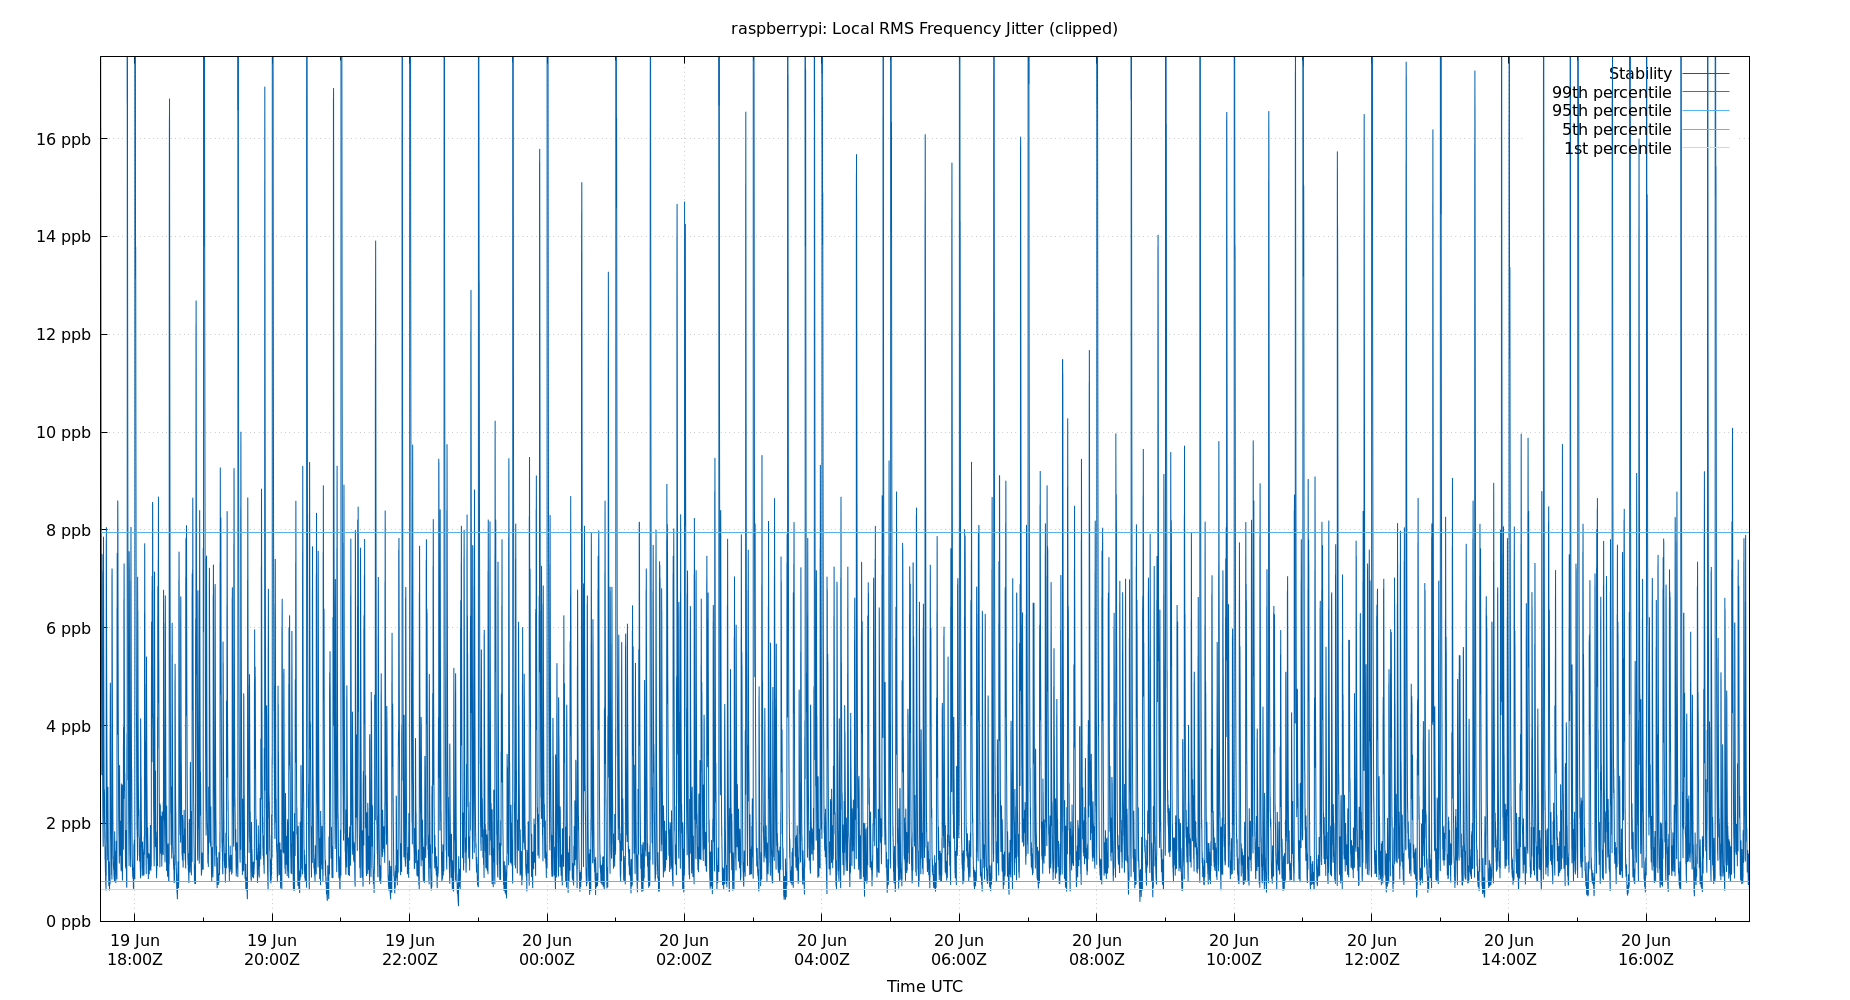 raspberrypi: Local RMS Frequency Jitter (clipped)
Stability
99th percentile
95th percentile
5th percentile
1st percentile
16 ppb
14 ppb
12 ppb
10 ppb
8 ppb
6 ppb
4 ppb
2 ppb
0 ppb
19 Jun 19 Jun 19 Jun 20 Jun 20 Jun 20 Jun 20 Jun 20 Jun 20 Jun 20 Jun 20 Jun 20 Jun
18:00Z 20:00Z 22:00Z 00:00Z 02:00Z 04:00Z 06:00Z 08:00Z 10:00Z 12:00Z 14:00Z 16:00Z
Time UTC